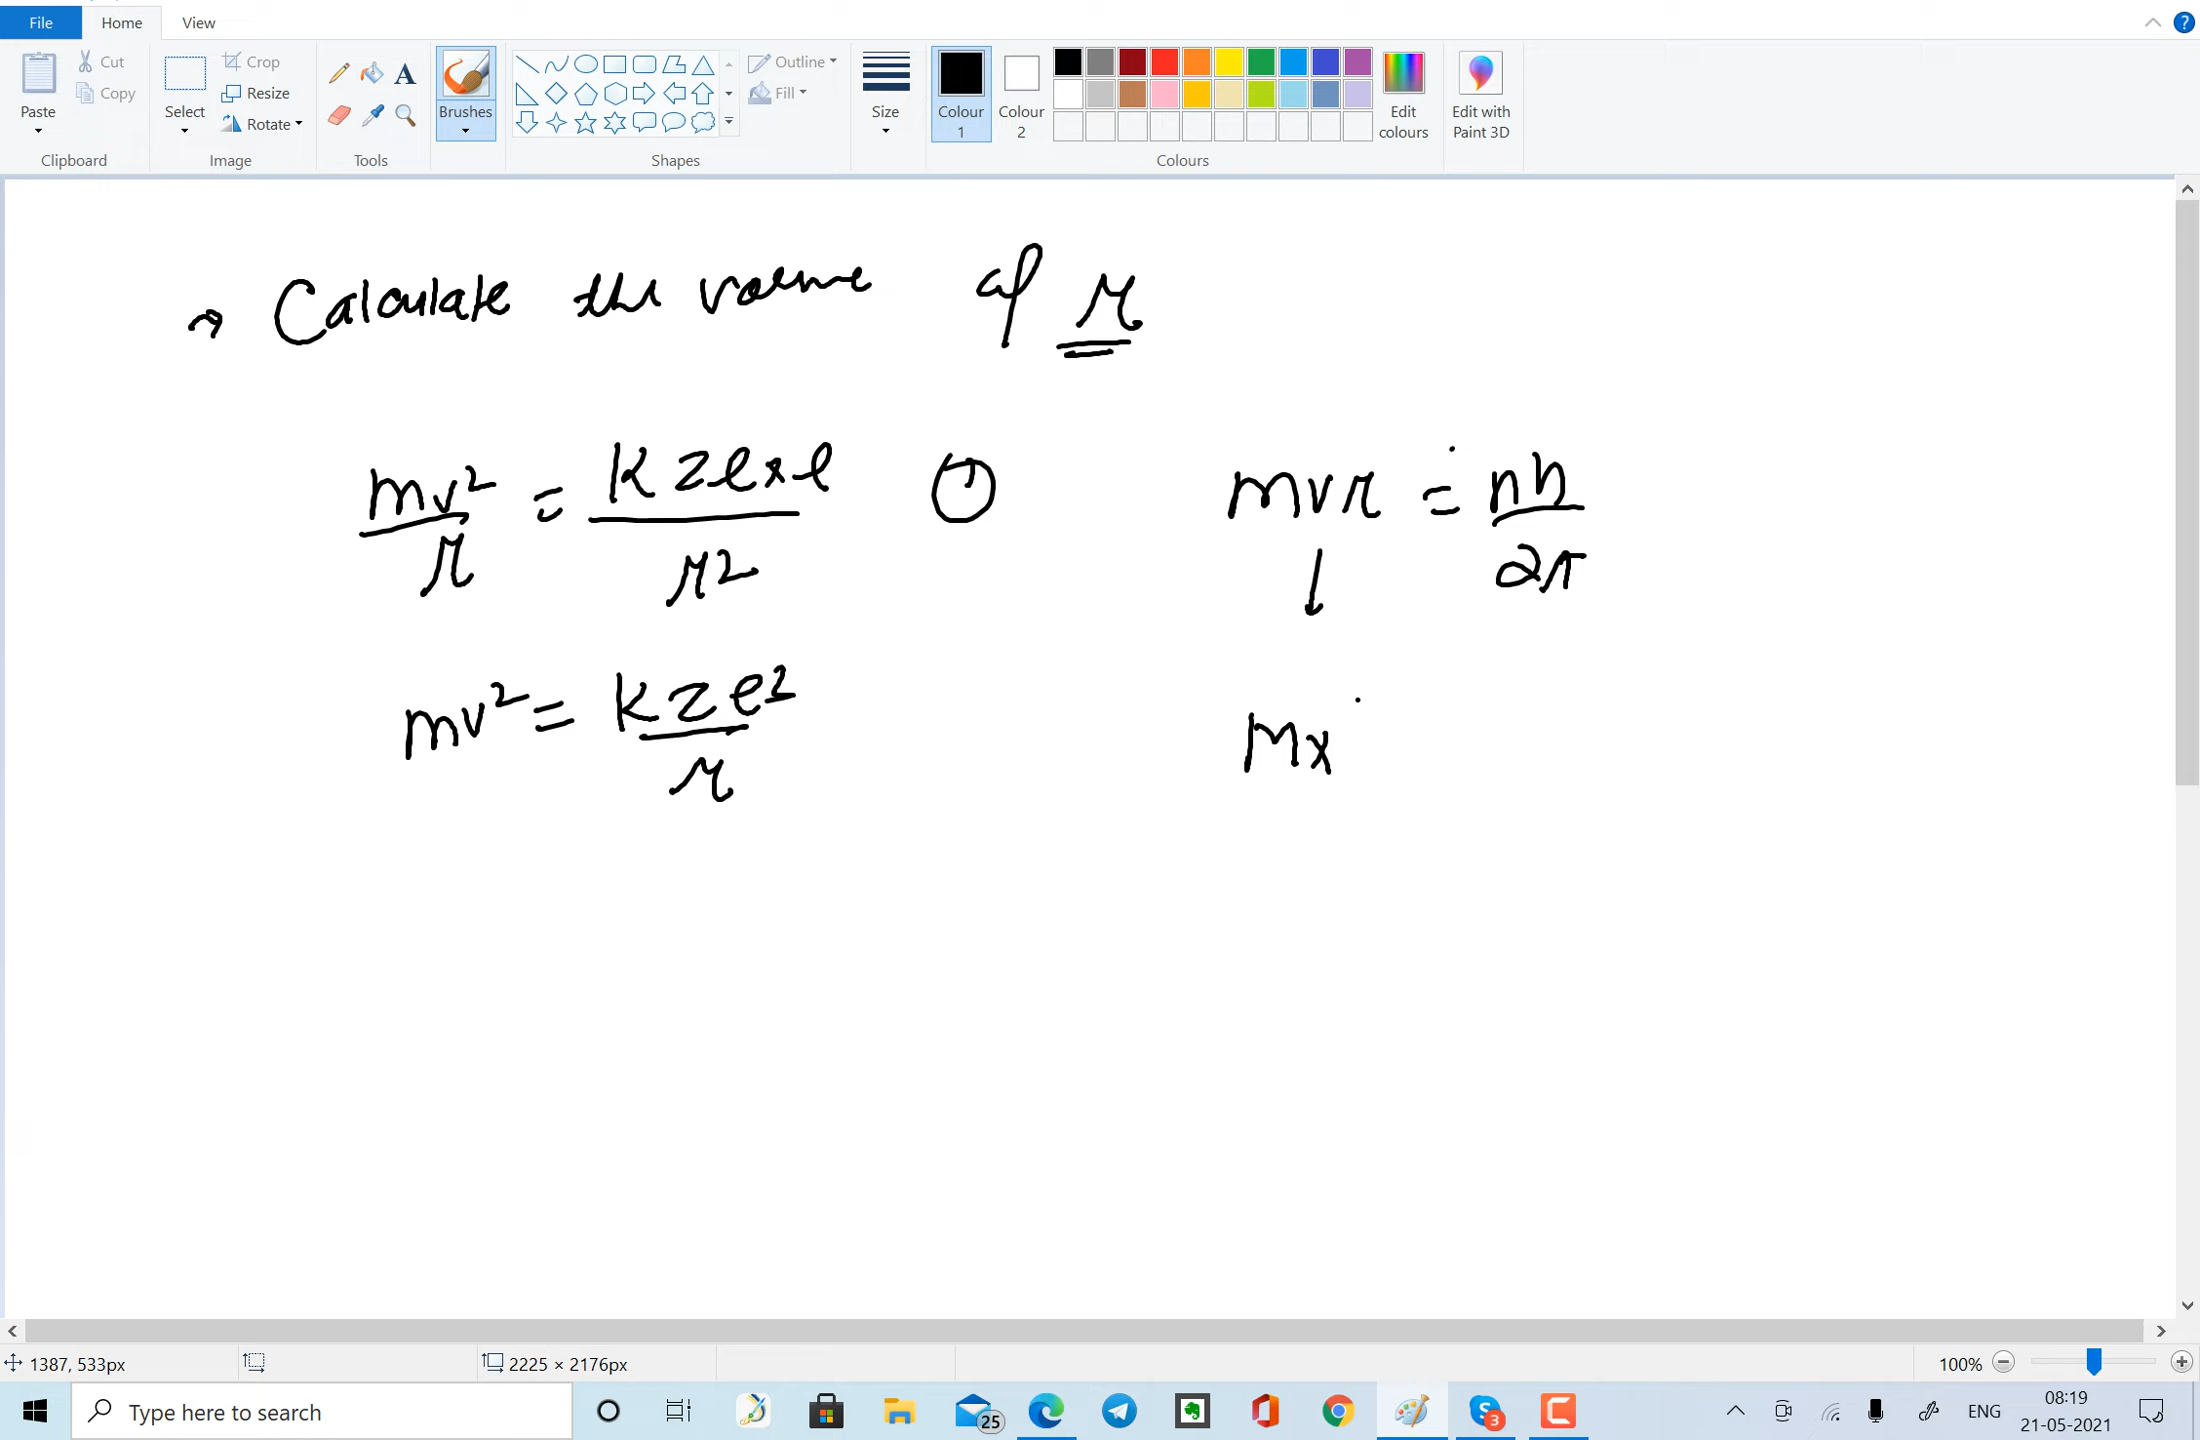 File Home View
Paste Cut Copy Clipboard
Select Crop Resize Rotate Image
Tools
Brushes
Outline Fill Shapes
Size
Colour 1 Colour 2 Edit colours Edit with Paint 3D Colours
→ Calculate the value of r
mv²/r = kze×e/r² ① mvr = nh/2π
↓
mv² = kze²/r mx
1387, 533px 2225 × 2176px 100%
Type here to search 25 3 ENG 08:19
21-05-2021